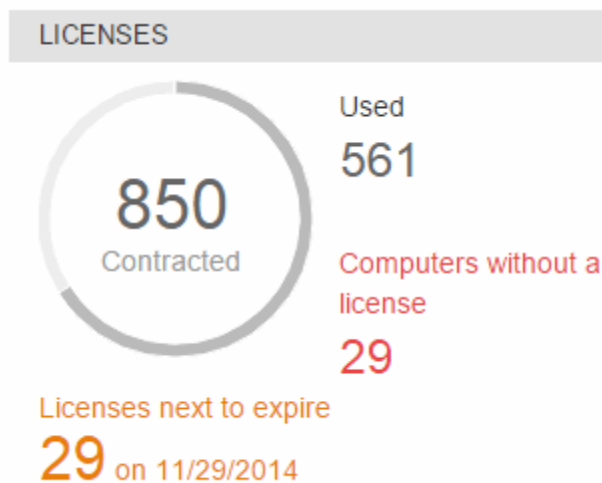 LICENSES
850
Contracted
Used
561
Computers without a
license
29
Licenses next to expire
29 on 11/29/2014